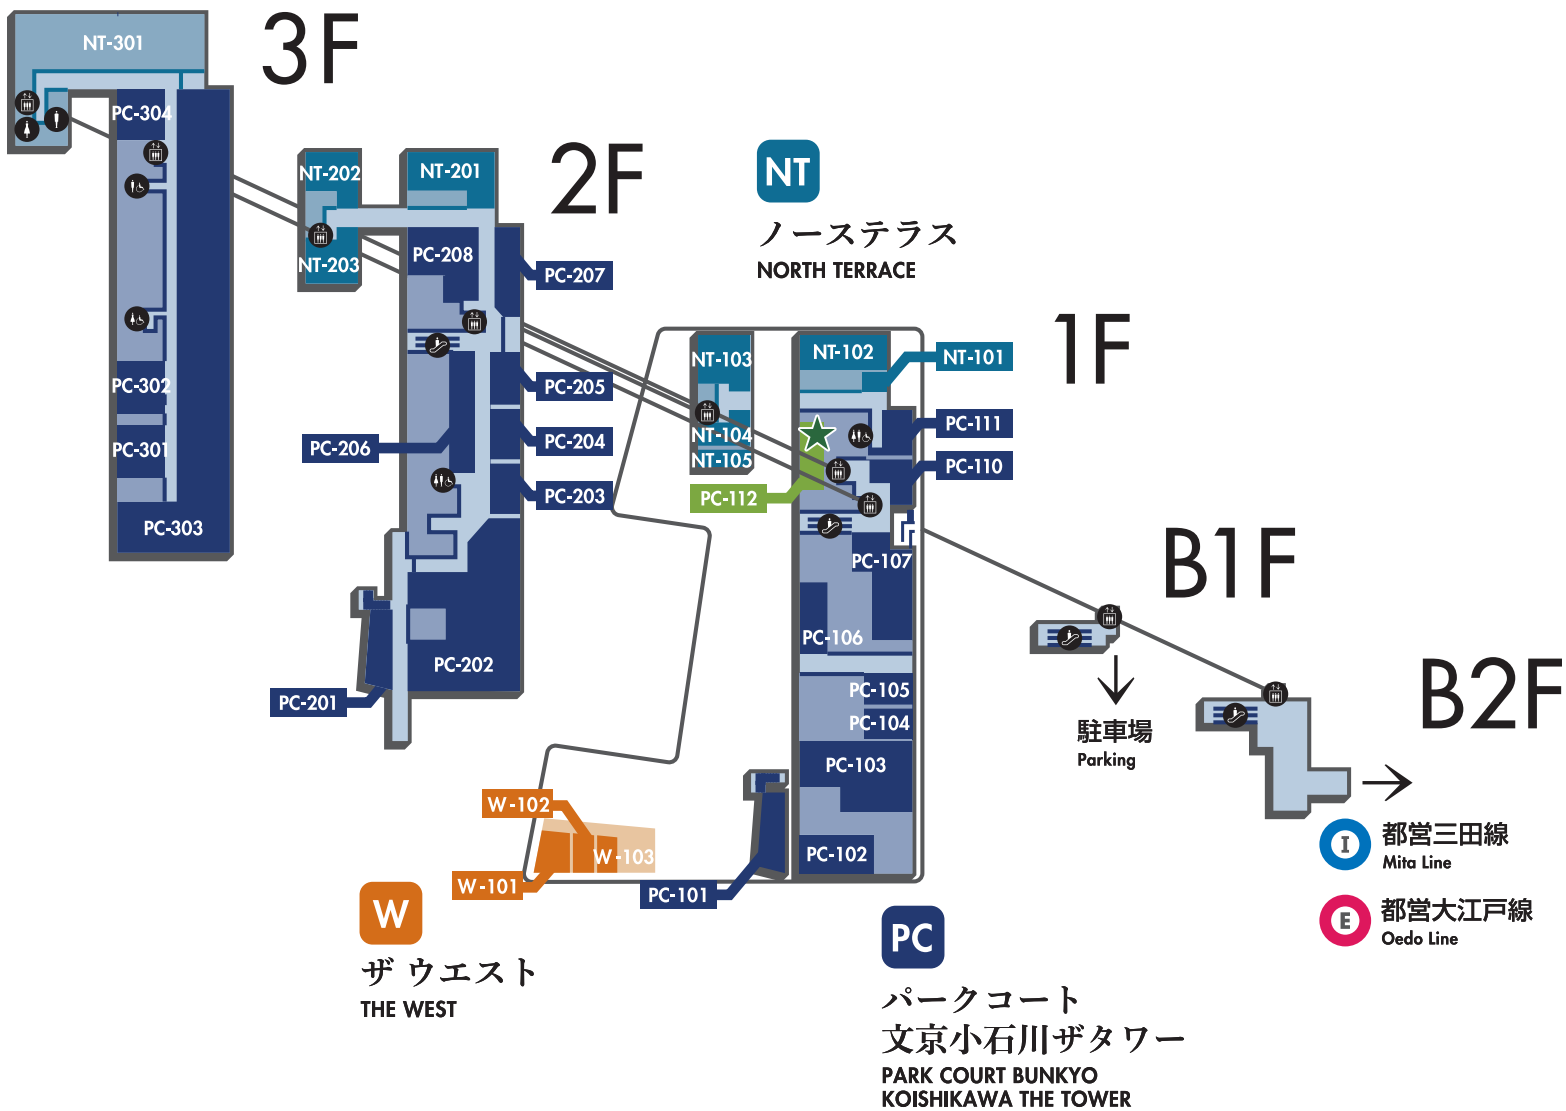 3F
NT-301
PC-304
PC-302
PC-301
PC-303
2F
NT-202
NT-201
NT-203
PC-208
PC-207
PC-205
PC-206
PC-204
PC-203
PC-202
PC-201
NT
ノーステラス
NORTH TERRACE
1F
NT-103
NT-102
NT-101
NT-104
NT-105
PC-111
PC-110
PC-112
PC-107
PC-106
PC-105
PC-104
PC-103
PC-102
PC-101
W-102
W-103
W-101
W
ザ ウエスト
THE WEST
PC
パークコート
文京小石川ザタワー
PARK COURT BUNKYO
KOISHIKAWA THE TOWER
B1F
駐車場
Parking
B2F
I
都営三田線
Mita Line
E
都営大江戸線
Oedo Line